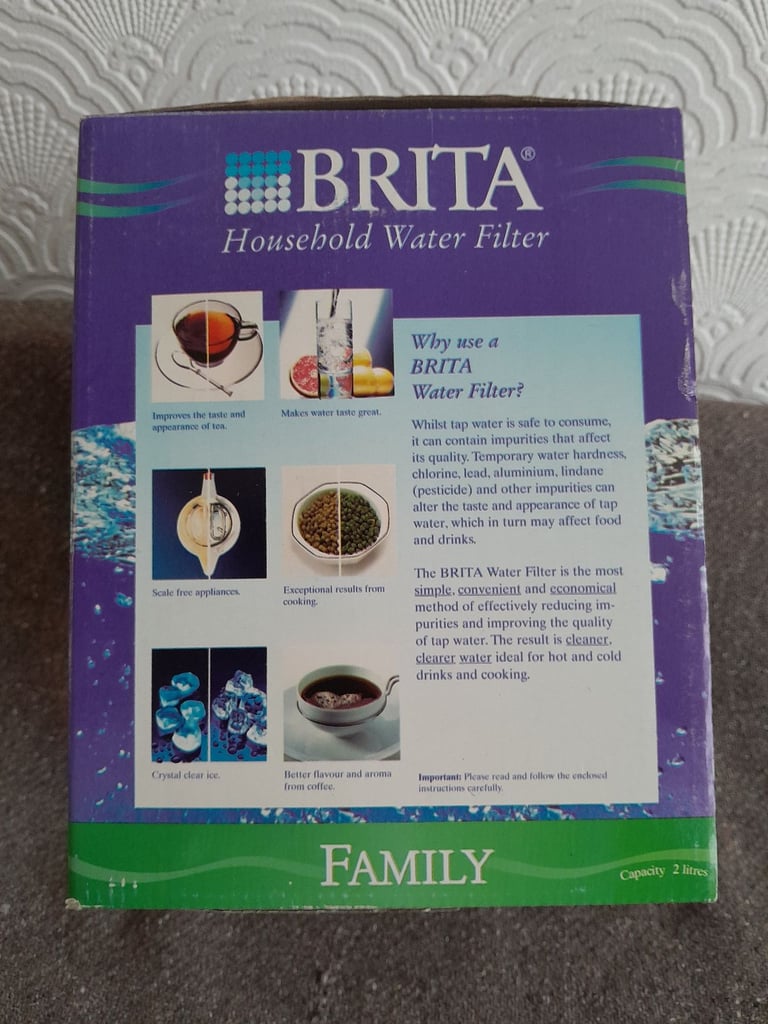 BRITA®
Household Water Filter
Improves the taste and
appearance of tea.
Makes water taste great.
Scale free appliances.
Exceptional results from
cooking.
Crystal clear ice.
Better flavour and aroma
from coffee.
Why use a
BRITA
Water Filter?
Whilst tap water is safe to consume,
it can contain impurities that affect
its quality. Temporary water hardness,
chlorine, lead, aluminium, lindane
(pesticide) and other impurities can
alter the taste and appearance of tap
water, which in turn may affect food
and drinks.
The BRITA Water Filter is the most
simple, convenient and economical
method of effectively reducing im-
purities and improving the quality
of tap water. The result is cleaner,
clearer water ideal for hot and cold
drinks and cooking.
Important: Please read and follow the enclosed
instructions carefully.
FAMILY
Capacity 2 litres